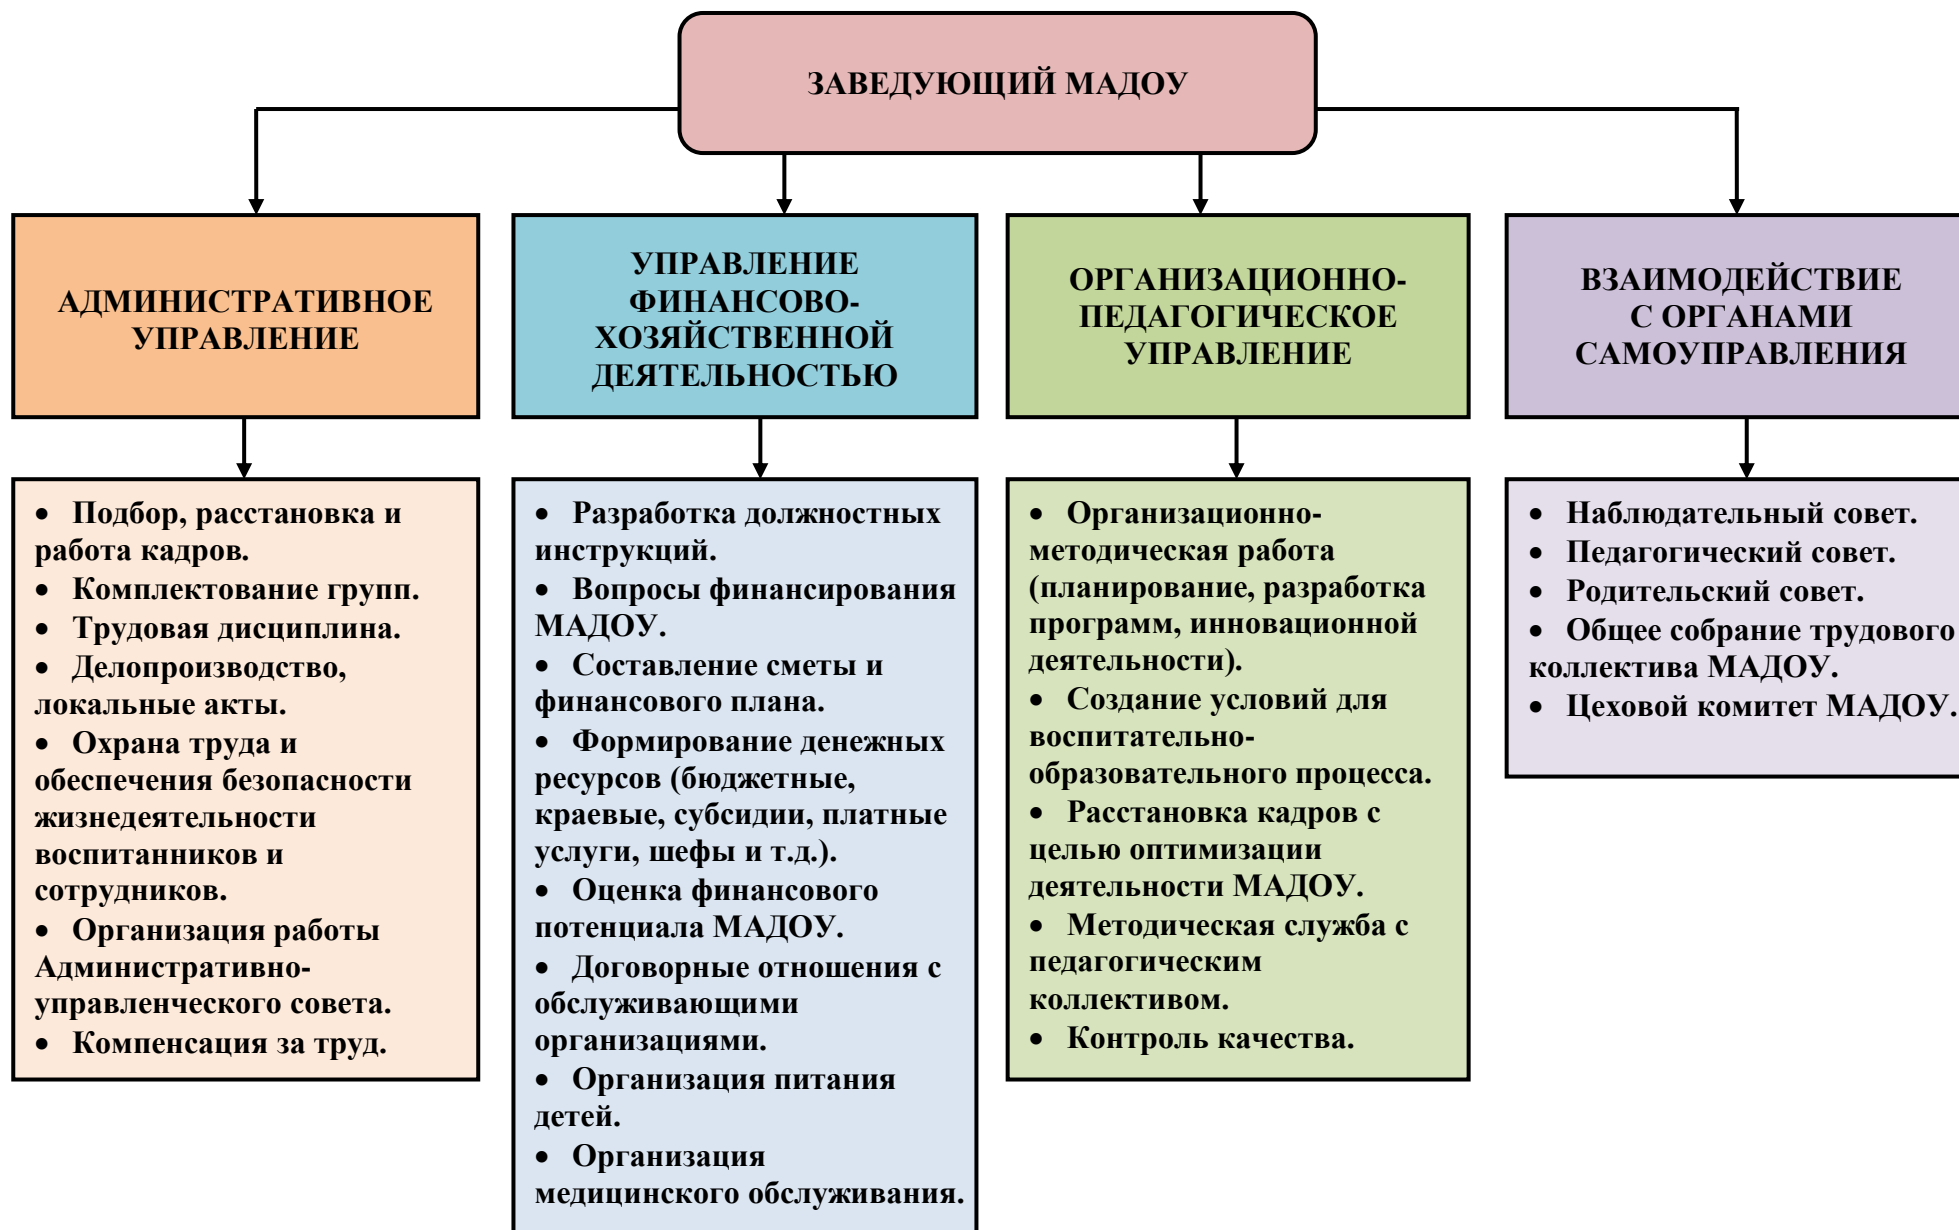 ЗАВЕДУЮЩИЙ МАДОУ
АДМИНИСТРАТИВНОЕ
УПРАВЛЕНИЕ
УПРАВЛЕНИЕ
ФИНАНСОВО-
ХОЗЯЙСТВЕННОЙ
ДЕЯТЕЛЬНОСТЬЮ
ОРГАНИЗАЦИОННО-
ПЕДАГОГИЧЕСКОЕ
УПРАВЛЕНИЕ
ВЗАИМОДЕЙСТВИЕ
С ОРГАНАМИ
САМОУПРАВЛЕНИЯ
• Подбор, расстановка и
работа кадров.
• Комплектование групп.
• Трудовая дисциплина.
• Делопроизводство,
локальные акты.
• Охрана труда и
обеспечения безопасности
жизнедеятельности
воспитанников и
сотрудников.
• Организация работы
Административно-
управленческого совета.
• Компенсация за труд.
• Разработка должностных
инструкций.
• Вопросы финансирования
МАДОУ.
• Составление сметы и
финансового плана.
• Формирование денежных
ресурсов (бюджетные,
краевые, субсидии, платные
услуги, шефы и т.д.).
• Оценка финансового
потенциала МАДОУ.
• Договорные отношения с
обслуживающими
организациями.
• Организация питания
детей.
• Организация
медицинского обслуживания.
• Организационно-
методическая работа
(планирование, разработка
программ, инновационной
деятельности).
• Создание условий для
воспитательно-
образовательного процесса.
• Расстановка кадров с
целью оптимизации
деятельности МАДОУ.
• Методическая служба с
педагогическим
коллективом.
• Контроль качества.
• Наблюдательный совет.
• Педагогический совет.
• Родительский совет.
• Общее собрание трудового
коллектива МАДОУ.
• Цеховой комитет МАДОУ.